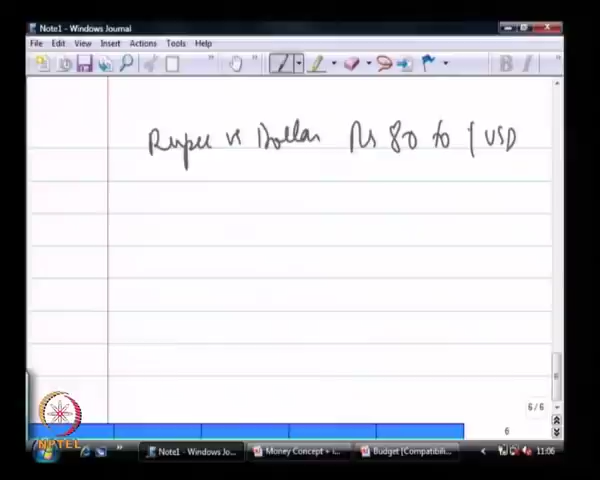 Note1 - Windows Journal
File Edit View Insert Actions Tools Help
B I
Rupee vs Dollar Rs 80 to 1 USD
6/6
6
NPTEL
Note1 - Windows Jo...
Money Concept + i...
Budget [Compatibili...
11:06